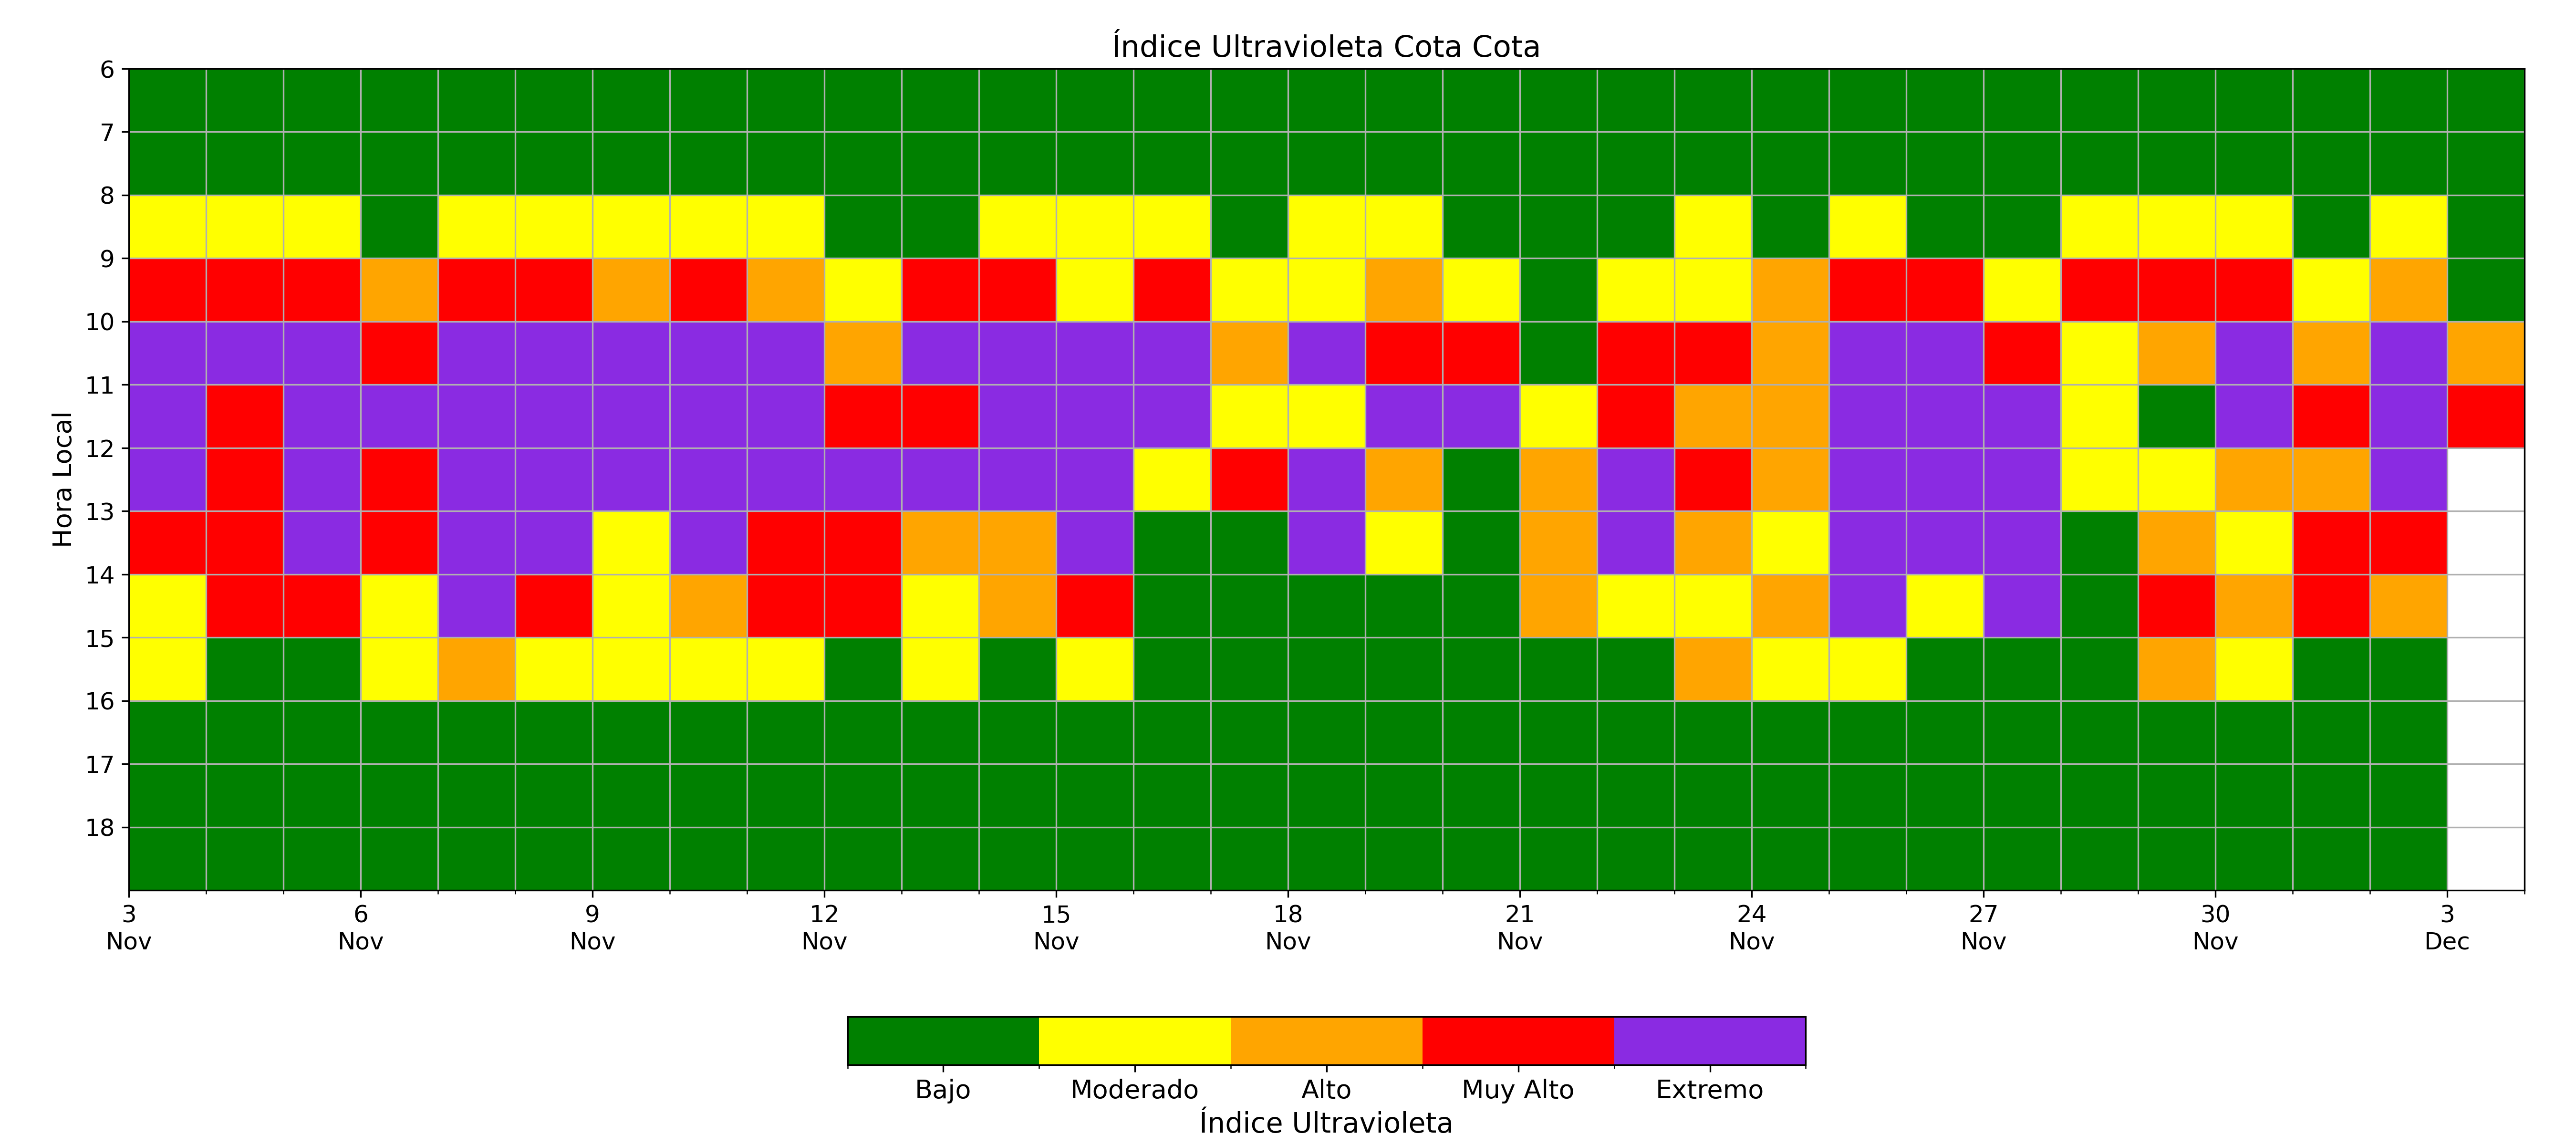 Índice Ultravioleta Cota Cota
Hora Local
6
7
8
9
10
11
12
13
14
15
16
17
18
3 6 9 12 15 18 21 24 27 30 3
Nov Nov Nov Nov Nov Nov Nov Nov Nov Nov Dec
Bajo Moderado Alto Muy Alto Extremo
Índice Ultravioleta